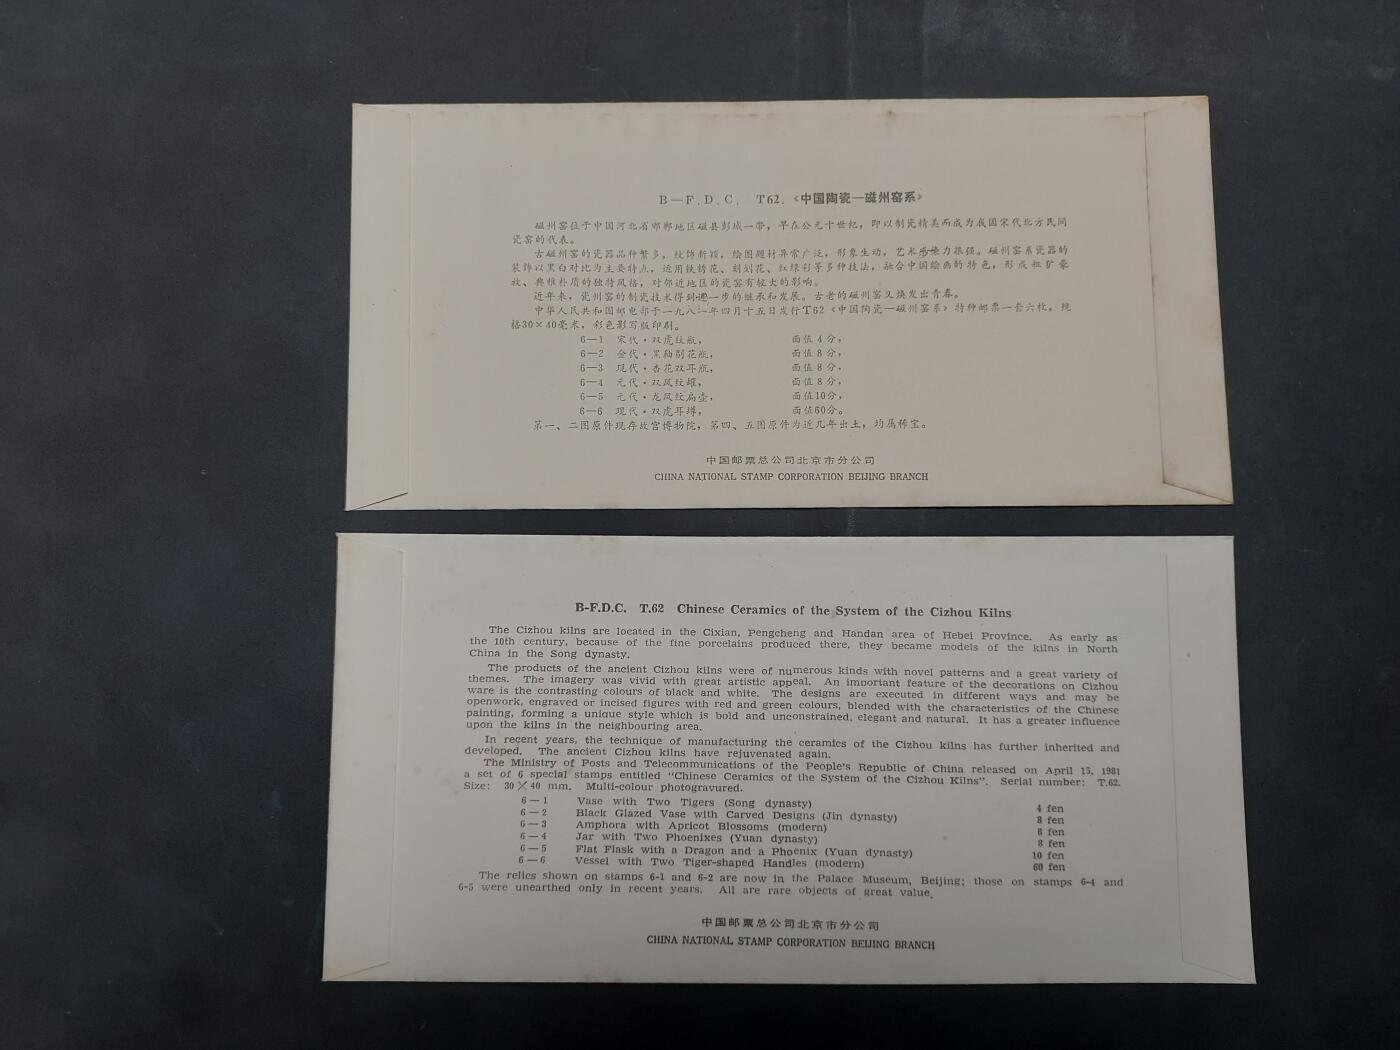 B—F.D.C. T62.《中国陶瓷—磁州窑系》
磁州窑位于中国河北省邯郸地区磁县彭城一带，早在公元十世纪，即以制瓷精美而成为我国宋代北方民间
瓷窑的代表。
古磁州窑的瓷器品种繁多，纹饰新颖，绘图题材异常广泛，形象生动，艺术感染力很强。磁州窑系瓷器的
装饰以黑白对比为主要特点，运用铁锈花、刻划花、红绿彩等多种技法，融合中国绘画的特色，形成粗犷豪
放、典雅朴质的独特风格，对邻近地区的瓷窑有较大的影响。
近年来，瓷州窑的制瓷技术得到进一步的继承和发展。古老的磁州窑又焕发出青春。
中华人民共和国邮电部于一九八一年四月十五日发行T62《中国陶瓷—磁州窑系》特种邮票一套六枚，规
格30×40毫米，彩色影写版印刷。
6—1 宋代·双虎纹瓶， 面值4分，
6—2 金代·黑釉剔花瓶， 面值8分，
6—3 现代·杏花双耳瓶， 面值8分，
6—4 元代·双凤纹罐， 面值8分，
6—5 元代·龙凤纹扁壶， 面值10分，
6—6 现代·双虎耳罇， 面值60分。
第一、二图原件现存故宫博物院，第四、五图原件为近几年出土，均属稀宝。
中国邮票总公司北京市分公司
CHINA NATIONAL STAMP CORPORATION BEIJING BRANCH
B-F.D.C. T.62 Chinese Ceramics of the System of the Cizhou Kilns
The Cizhou kilns are located in the Cixian, Pengcheng and Handan area of Hebei Province. As early as
the 10th century, because of the fine porcelains produced there, they became models of the kilns in North
China in the Song dynasty.
The products of the ancient Cizhou kilns were of numerous kinds with novel patterns and a great variety of
themes. The imagery was vivid with great artistic appeal. An important feature of the decorations on Cizhou
ware is the contrasting colours of black and white. The designs are executed in different ways and may be
openwork, engraved or incised figures with red and green colours, blended with the characteristics of the Chinese
painting, forming a unique style which is bold and unconstrained, elegant and natural. It has a greater influence
upon the kilns in the neighbouring area.
In recent years, the technique of manufacturing the ceramics of the Cizhou kilns has further inherited and
developed. The ancient Cizhou kilns have rejuvenated again.
The Ministry of Posts and Telecommunications of the People's Republic of China released on April 15, 1981
a set of 6 special stamps entitled "Chinese Ceramics of the System of the Cizhou Kilns". Serial number: T.62.
Size: 30×40 mm. Multi-colour photogravured.
6—1 Vase with Two Tigers (Song dynasty) 4 fen
6—2 Black Glazed Vase with Carved Designs (Jin dynasty) 8 fen
6—3 Amphora with Apricot Blossoms (modern) 8 fen
6—4 Jar with Two Phoenixes (Yuan dynasty) 8 fen
6—5 Flat Flask with a Dragon and a Phoenix (Yuan dynasty) 10 fen
6—6 Vessel with Two Tiger-shaped Handles (modern) 60 fen
The relics shown on stamps 6-1 and 6-2 are now in the Palace Museum, Beijing; those on stamps 6-4 and
6-5 were unearthed only in recent years. All are rare objects of great value.
中国邮票总公司北京市分公司
CHINA NATIONAL STAMP CORPORATION BEIJING BRANCH